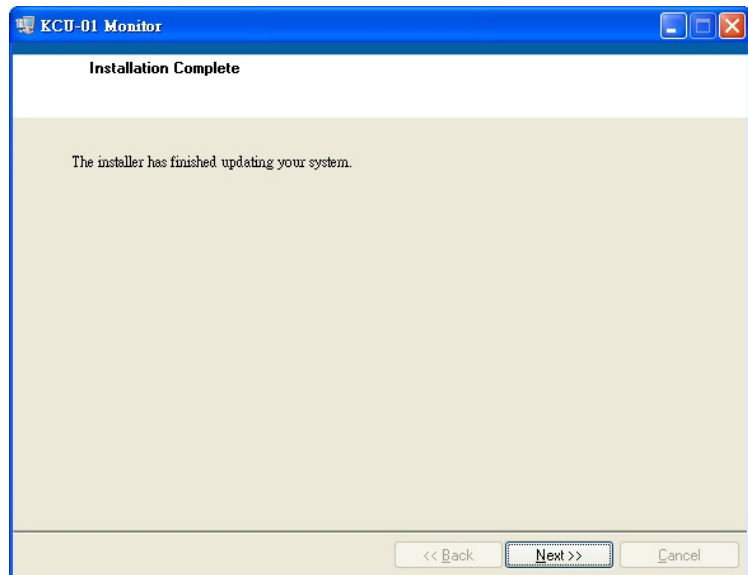 KCU-01 Monitor
Installation Complete
The installer has finished updating your system.
<< Back Next >> Cancel